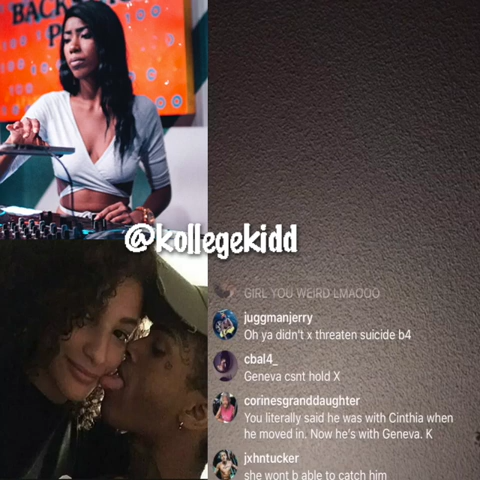 BACKS
P
@kollegekidd
GIRL YOU WEIRD LMAOOO
juggmanjerry
Oh ya didn't x threaten suicide b4
cbal4_
Geneva csnt hold X
corinesgranddaughter
You literally said he was with Cinthia when
he moved in. Now he's with Geneva. K
jxhntucker
she wont b able to catch him